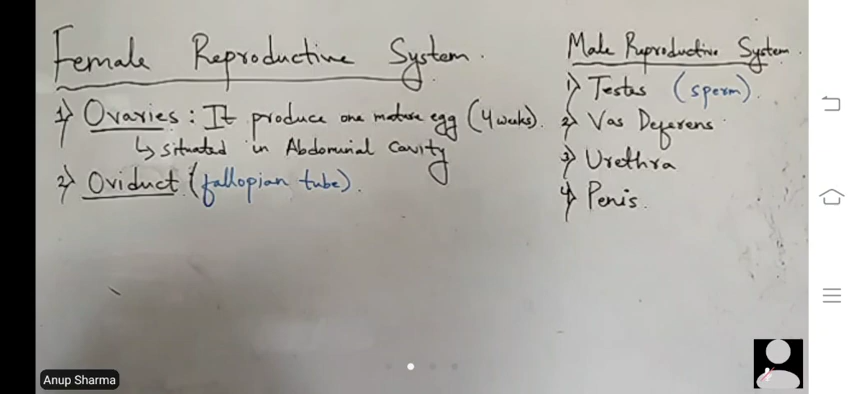 Female Reproductive System.
1) Ovaries : It produce one mature egg (4 weeks).
↳ situated in Abdominal cavity
2) Oviduct (fallopian tube).
Male Reproductive System.
1) Testes (sperm).
2) Vas Deferens
3) Urethra
4) Penis.
Anup Sharma